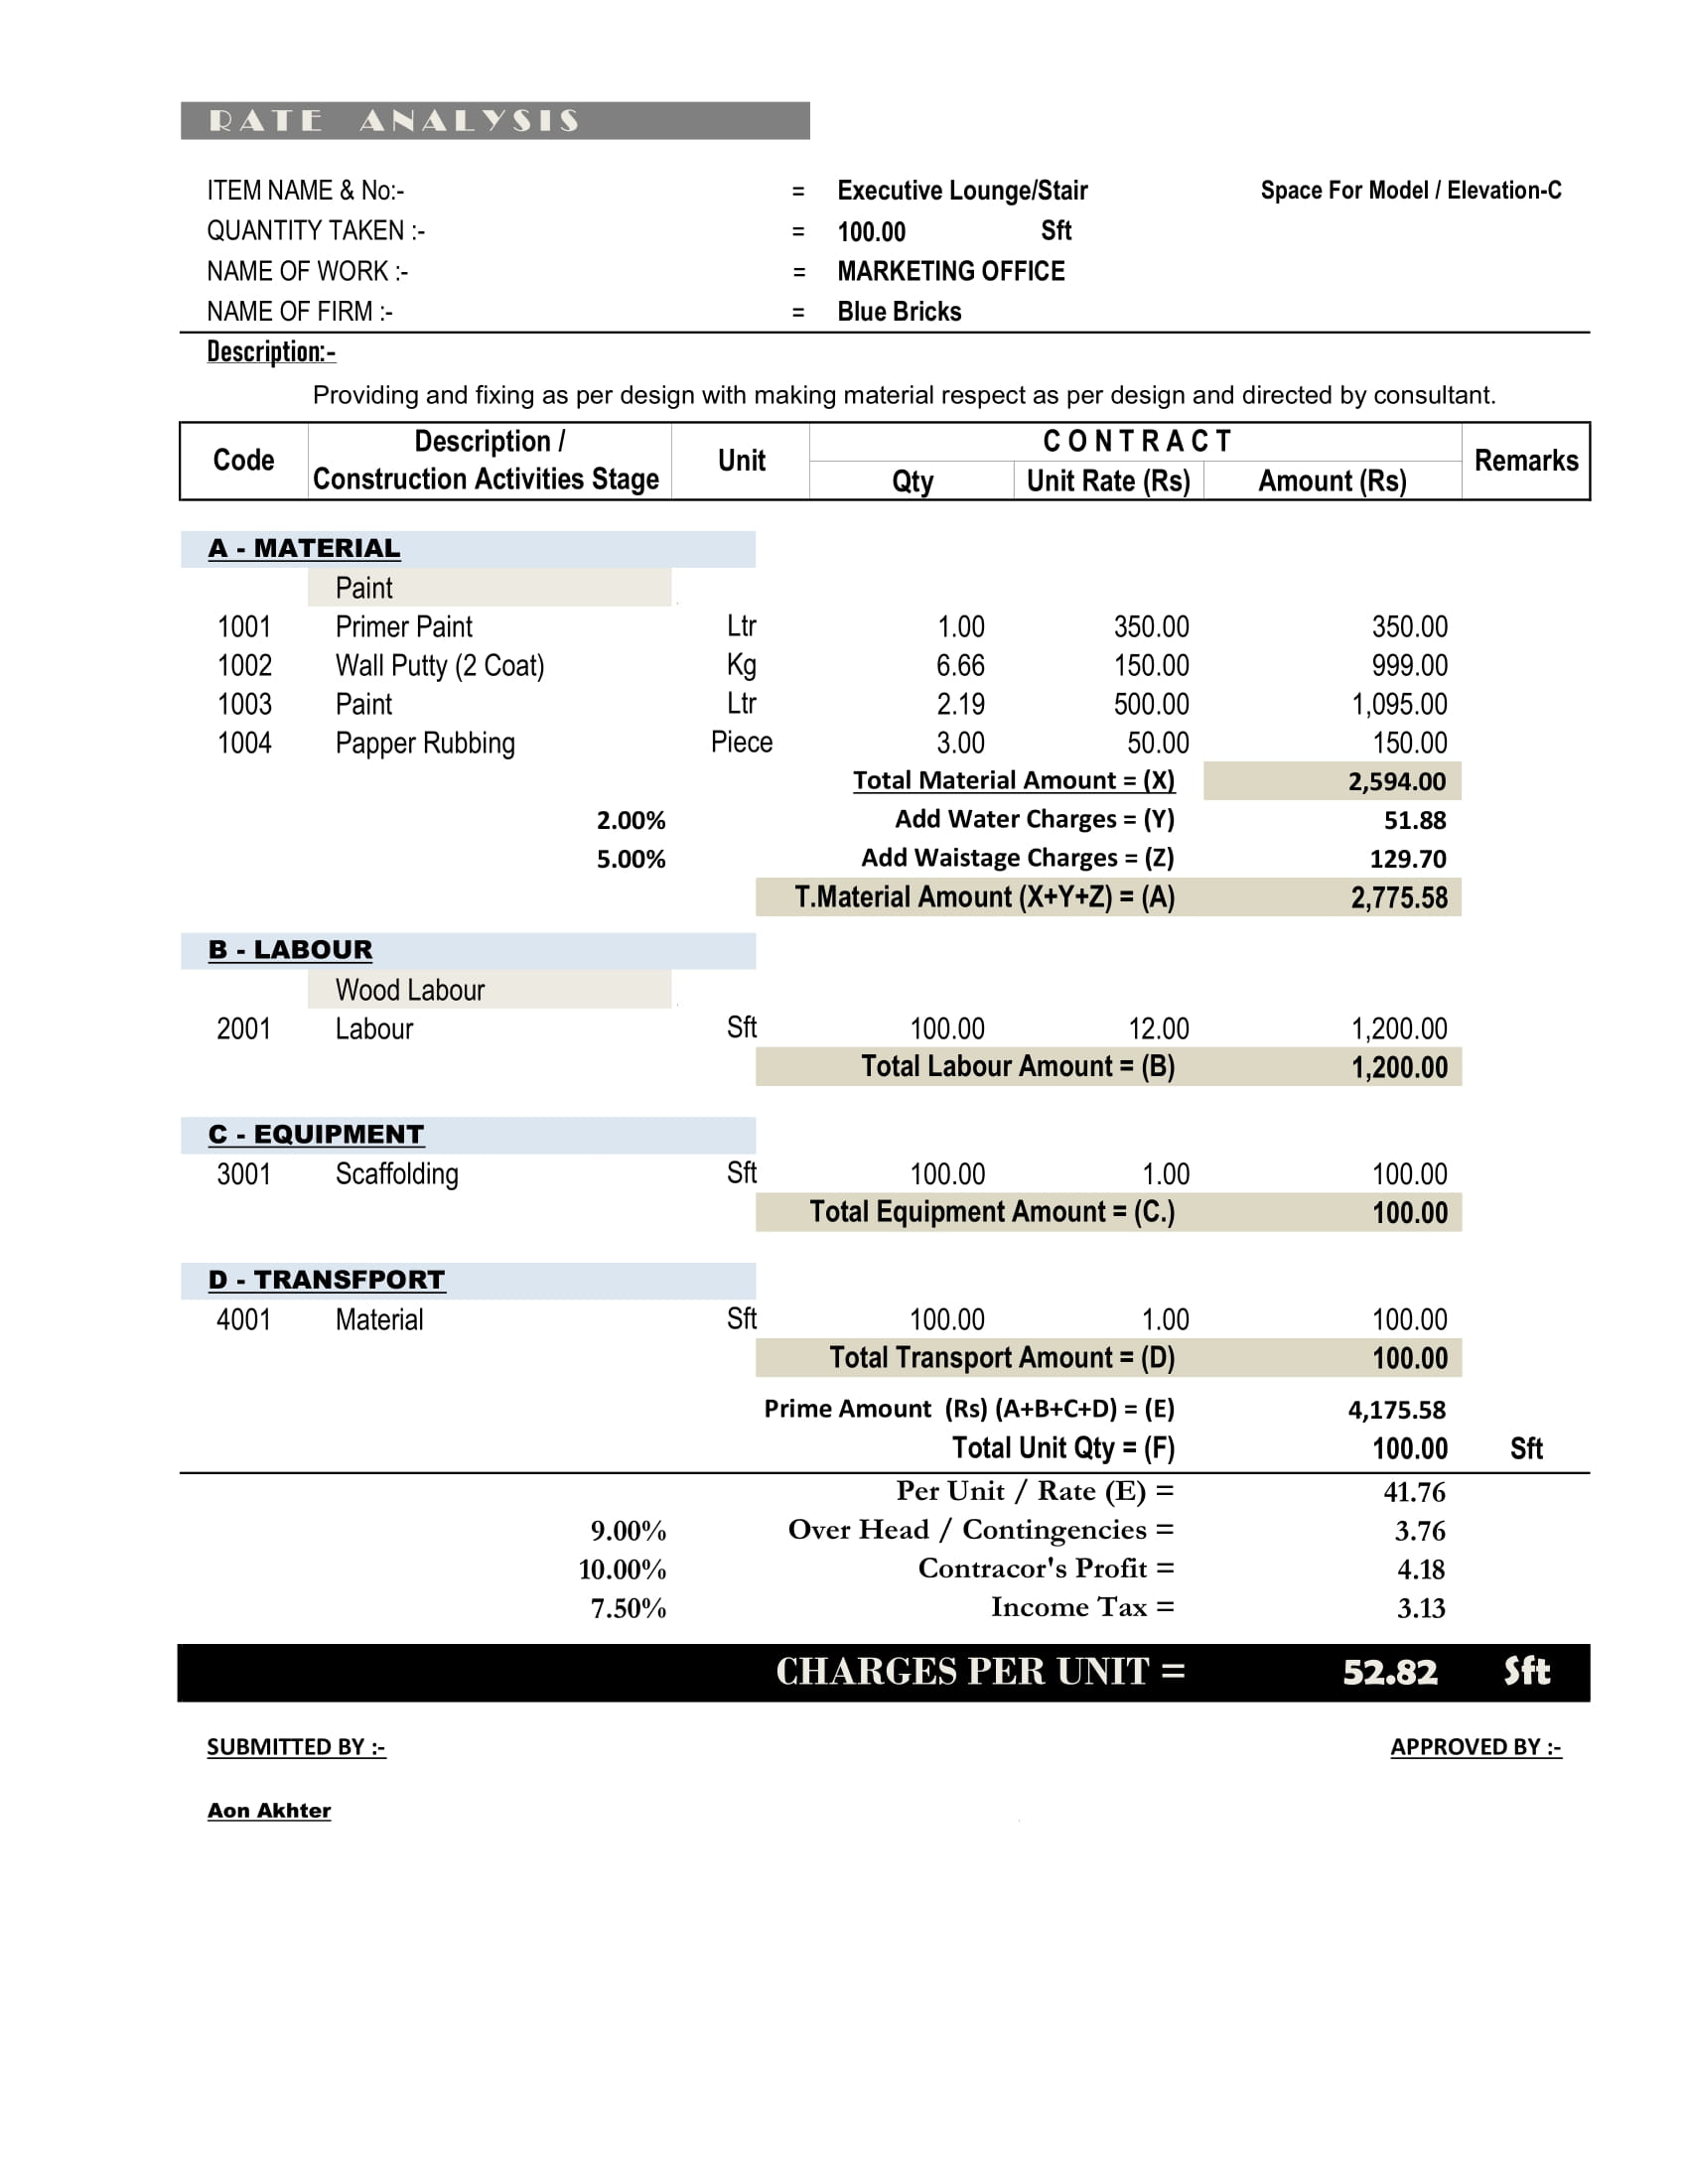 RATE ANALYSIS
ITEM NAME & No:- = Executive Lounge/Stair Space For Model / Elevation-C
QUANTITY TAKEN :- = 100.00 Sft
NAME OF WORK :- = MARKETING OFFICE
NAME OF FIRM :- = Blue Bricks
Description:-
Providing and fixing as per design with making material respect as per design and directed by consultant.
Code Description / Construction Activities Stage Unit CONTRACT Remarks
Qty Unit Rate (Rs) Amount (Rs)
A - MATERIAL
Paint
1001 Primer Paint Ltr 1.00 350.00 350.00
1002 Wall Putty (2 Coat) Kg 6.66 150.00 999.00
1003 Paint Ltr 2.19 500.00 1,095.00
1004 Papper Rubbing Piece 3.00 50.00 150.00
Total Material Amount = (X) 2,594.00
2.00% Add Water Charges = (Y) 51.88
5.00% Add Waistage Charges = (Z) 129.70
T.Material Amount (X+Y+Z) = (A) 2,775.58
B - LABOUR
Wood Labour
2001 Labour Sft 100.00 12.00 1,200.00
Total Labour Amount = (B) 1,200.00
C - EQUIPMENT
3001 Scaffolding Sft 100.00 1.00 100.00
Total Equipment Amount = (C.) 100.00
D - TRANSFPORT
4001 Material Sft 100.00 1.00 100.00
Total Transport Amount = (D) 100.00
Prime Amount (Rs) (A+B+C+D) = (E) 4,175.58
Total Unit Qty = (F) 100.00 Sft
Per Unit / Rate (E) = 41.76
9.00% Over Head / Contingencies = 3.76
10.00% Contracor's Profit = 4.18
7.50% Income Tax = 3.13
CHARGES PER UNIT = 52.82 Sft
SUBMITTED BY :- APPROVED BY :-
Aon Akhter